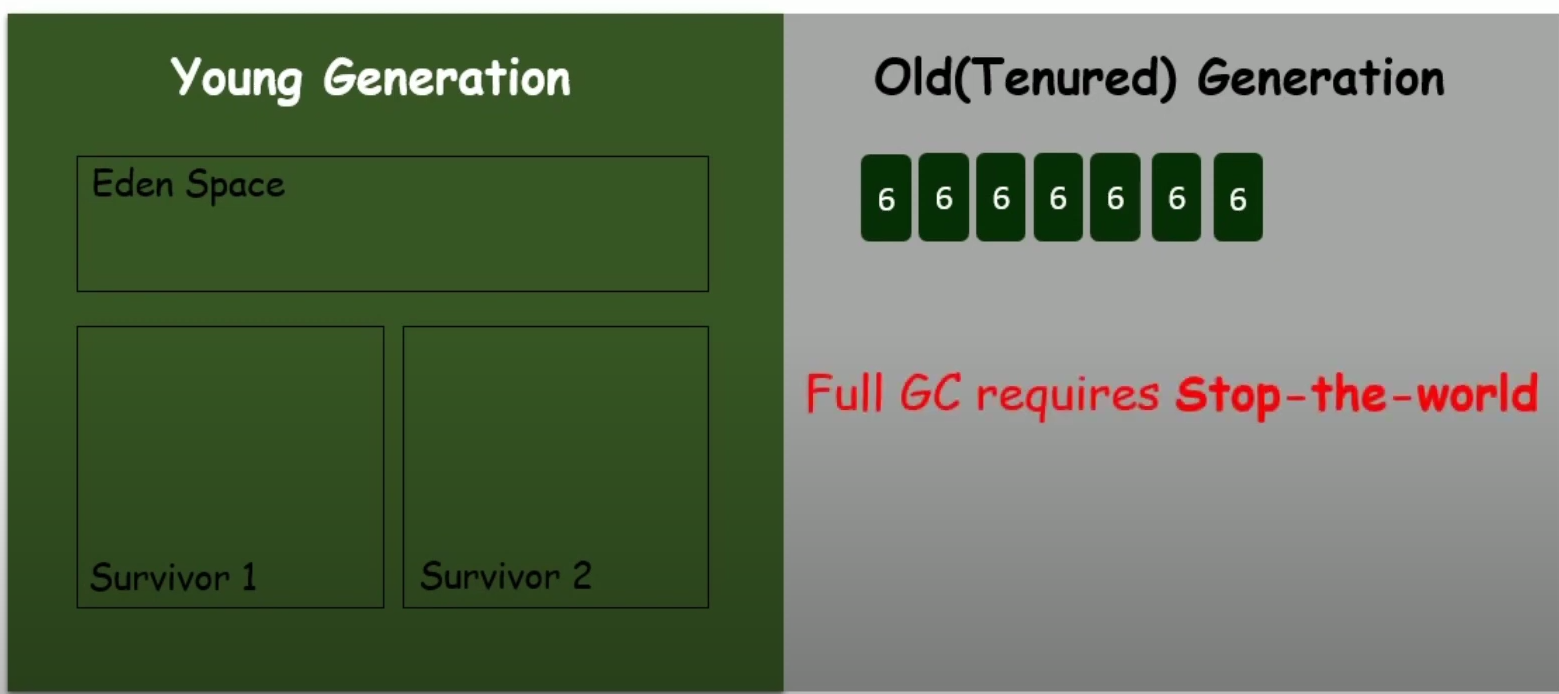 Young Generation
Eden Space
Survivor 1
Survivor 2
Old(Tenured) Generation
6 6 6 6 6 6 6
Full GC requires Stop-the-world